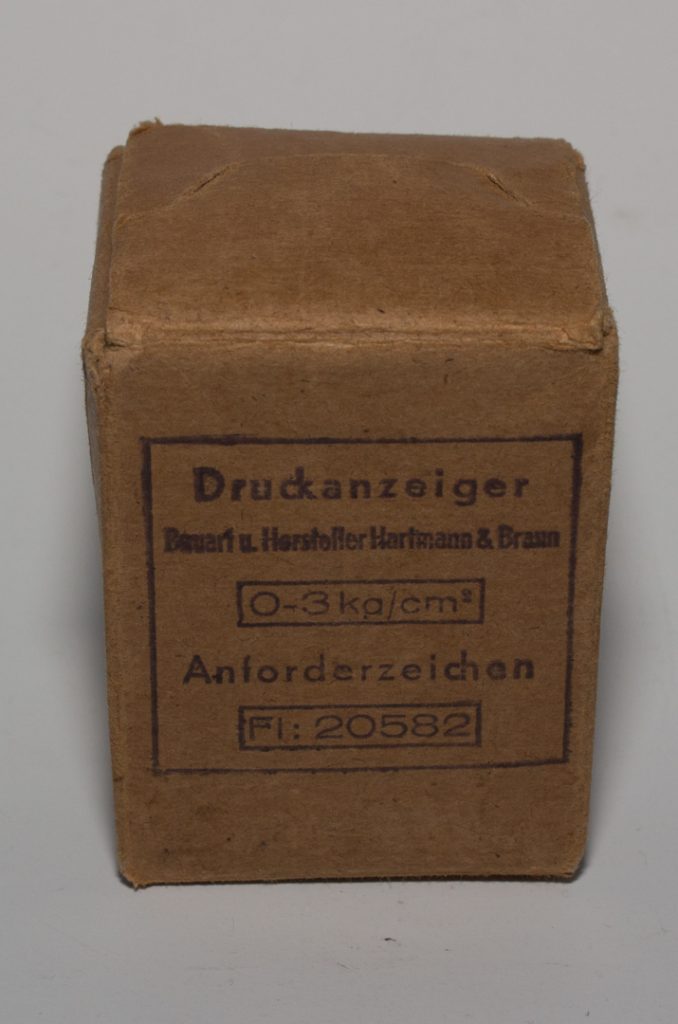 Druckanzeiger
Bauart u. Hersteller Hartmann & Braun
0-3 kg/cm²
Anforderzeichen
Fl: 20582